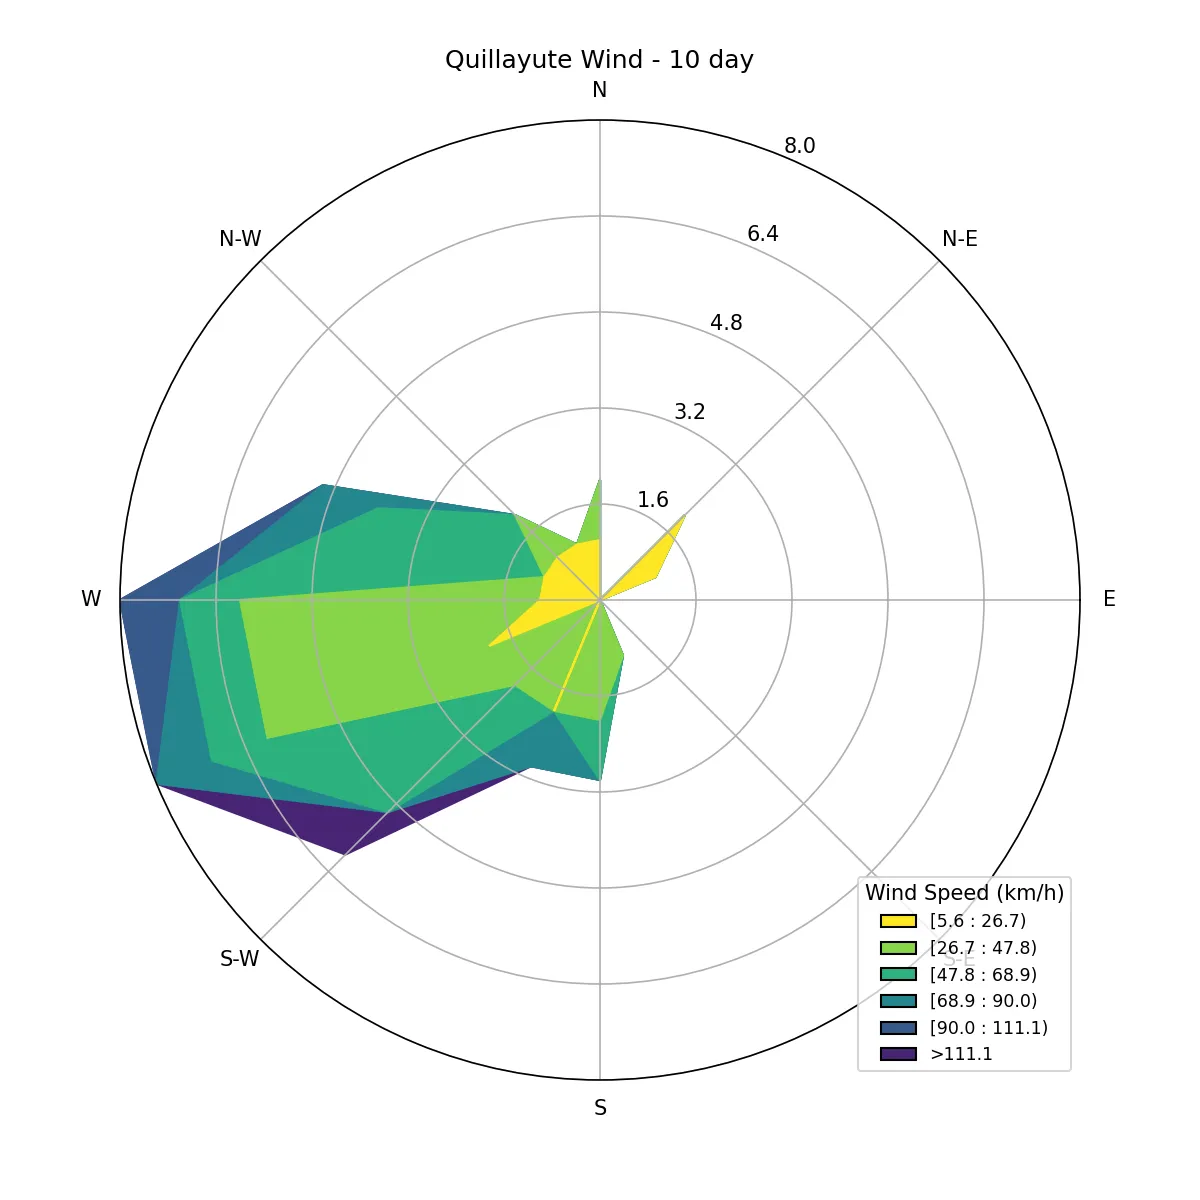 Quillayute Wind - 10 day
N
8.0
N-W
6.4
N-E
4.8
3.2
1.6
W
E
S-W
S-E
S
Wind Speed (km/h)
[5.6 : 26.7)
[26.7 : 47.8)
[47.8 : 68.9)
[68.9 : 90.0)
[90.0 : 111.1)
>111.1